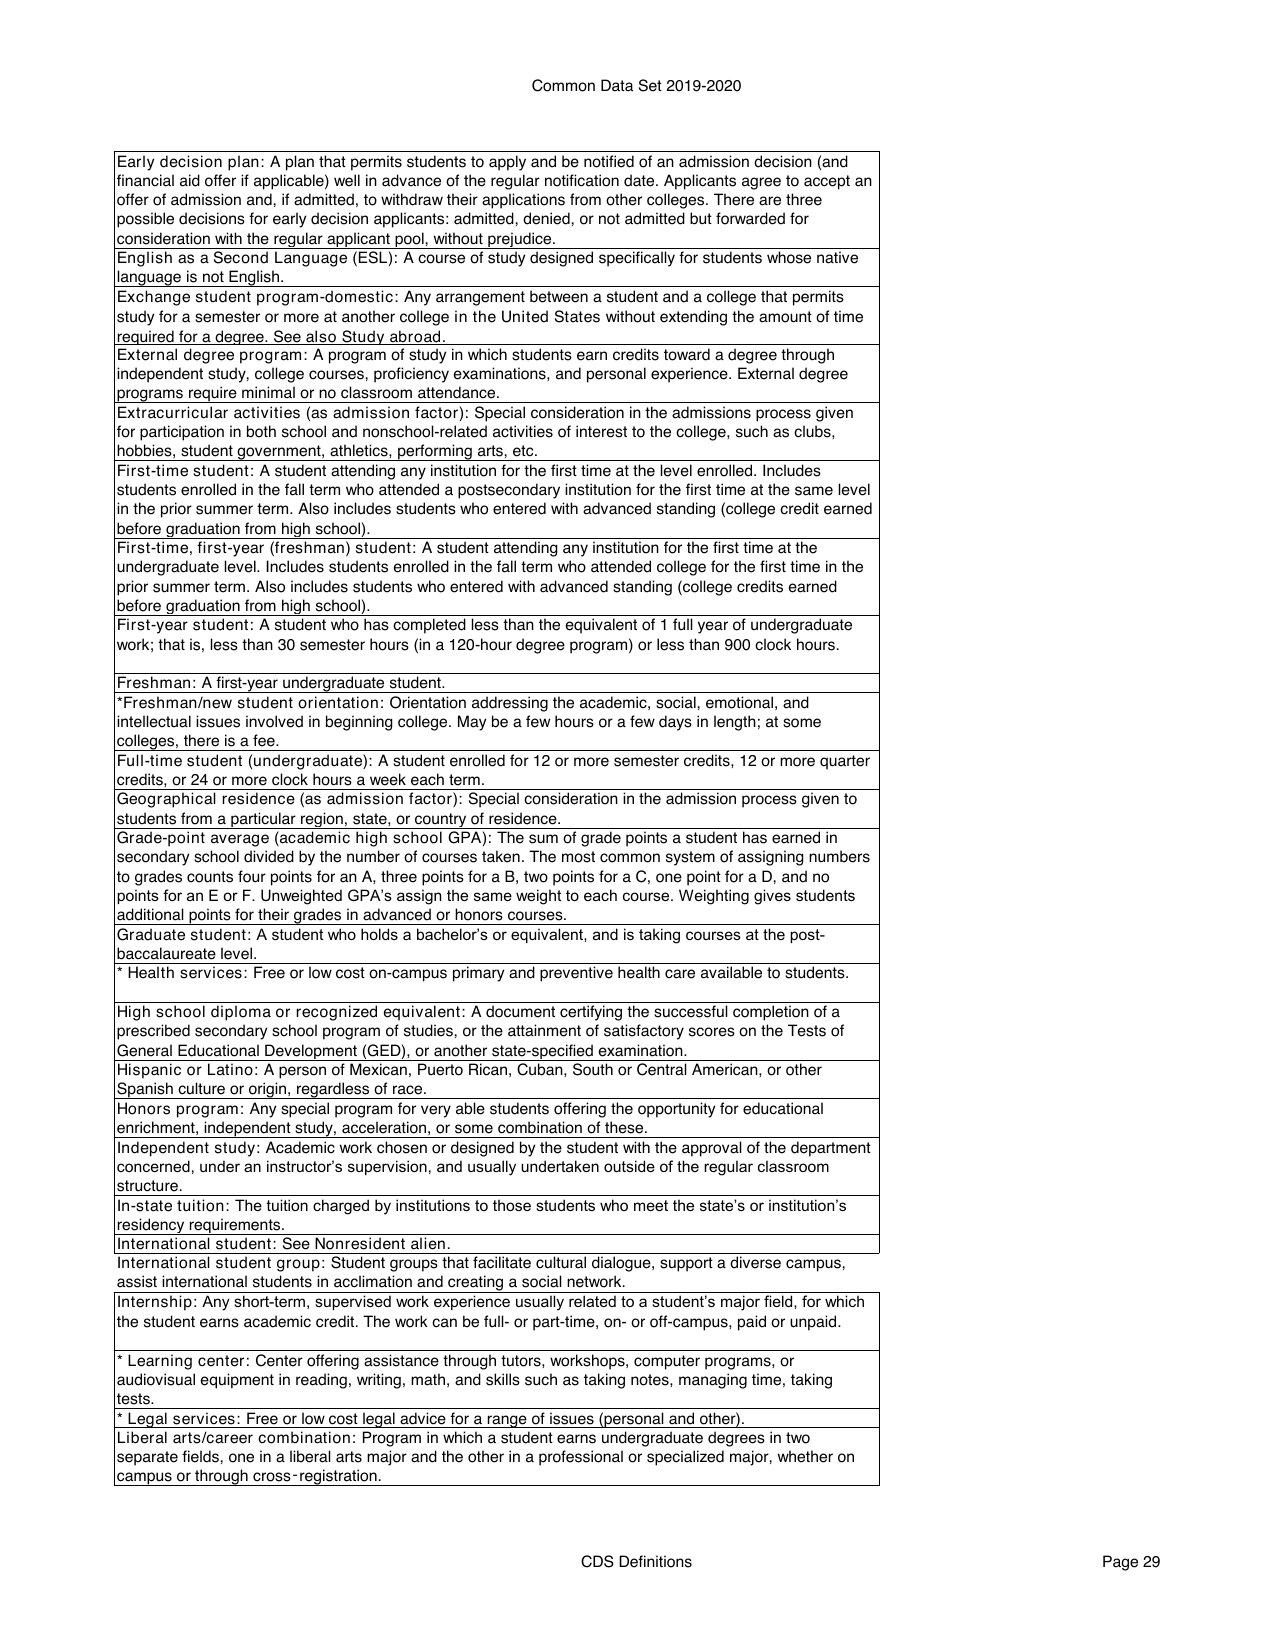 Common Data Set 2019-2020
Early decision plan: A plan that permits students to apply and be notified of an admission decision (and
financial aid offer if applicable) well in advance of the regular notification date. Applicants agree to accept an
offer of admission and, if admitted, to withdraw their applications from other colleges. There are three
possible decisions for early decision applicants: admitted, denied, or not admitted but forwarded for
consideration with the regular applicant pool, without prejudice.
English as a Second Language (ESL): A course of study designed specifically for students whose native
language is not English.
Exchange student program-domestic: Any arrangement between a student and a college that permits
study for a semester or more at another college in the United States without extending the amount of time
required for a degree. See also Study abroad.
External degree program: A program of study in which students earn credits toward a degree through
independent study, college courses, proficiency examinations, and personal experience. External degree
programs require minimal or no classroom attendance.
Extracurricular activities (as admission factor): Special consideration in the admissions process given
for participation in both school and nonschool-related activities of interest to the college, such as clubs,
hobbies, student government, athletics, performing arts, etc.
First-time student: A student attending any institution for the first time at the level enrolled. Includes
students enrolled in the fall term who attended a postsecondary institution for the first time at the same level
in the prior summer term. Also includes students who entered with advanced standing (college credit earned
before graduation from high school).
First-time, first-year (freshman) student: A student attending any institution for the first time at the
undergraduate level. Includes students enrolled in the fall term who attended college for the first time in the
prior summer term. Also includes students who entered with advanced standing (college credits earned
before graduation from high school).
First-year student: A student who has completed less than the equivalent of 1 full year of undergraduate
work; that is, less than 30 semester hours (in a 120-hour degree program) or less than 900 clock hours.
Freshman: A first-year undergraduate student.
*Freshman/new student orientation: Orientation addressing the academic, social, emotional, and
intellectual issues involved in beginning college. May be a few hours or a few days in length; at some
colleges, there is a fee.
Full-time student (undergraduate): A student enrolled for 12 or more semester credits, 12 or more quarter
credits, or 24 or more clock hours a week each term.
Geographical residence (as admission factor): Special consideration in the admission process given to
students from a particular region, state, or country of residence.
Grade-point average (academic high school GPA): The sum of grade points a student has earned in
secondary school divided by the number of courses taken. The most common system of assigning numbers
to grades counts four points for an A, three points for a B, two points for a C, one point for a D, and no
points for an E or F. Unweighted GPA’s assign the same weight to each course. Weighting gives students
additional points for their grades in advanced or honors courses.
Graduate student: A student who holds a bachelor’s or equivalent, and is taking courses at the post-
baccalaureate level.
* Health services: Free or low cost on-campus primary and preventive health care available to students.
High school diploma or recognized equivalent: A document certifying the successful completion of a
prescribed secondary school program of studies, or the attainment of satisfactory scores on the Tests of
General Educational Development (GED), or another state-specified examination.
Hispanic or Latino: A person of Mexican, Puerto Rican, Cuban, South or Central American, or other
Spanish culture or origin, regardless of race.
Honors program: Any special program for very able students offering the opportunity for educational
enrichment, independent study, acceleration, or some combination of these.
Independent study: Academic work chosen or designed by the student with the approval of the department
concerned, under an instructor’s supervision, and usually undertaken outside of the regular classroom
structure.
In-state tuition: The tuition charged by institutions to those students who meet the state’s or institution’s
residency requirements.
International student: See Nonresident alien.
International student group: Student groups that facilitate cultural dialogue, support a diverse campus,
assist international students in acclimation and creating a social network.
Internship: Any short-term, supervised work experience usually related to a student’s major field, for which
the student earns academic credit. The work can be full- or part-time, on- or off-campus, paid or unpaid.
* Learning center: Center offering assistance through tutors, workshops, computer programs, or
audiovisual equipment in reading, writing, math, and skills such as taking notes, managing time, taking
tests.
* Legal services: Free or low cost legal advice for a range of issues (personal and other).
Liberal arts/career combination: Program in which a student earns undergraduate degrees in two
separate fields, one in a liberal arts major and the other in a professional or specialized major, whether on
campus or through cross-registration.
CDS Definitions
Page 29